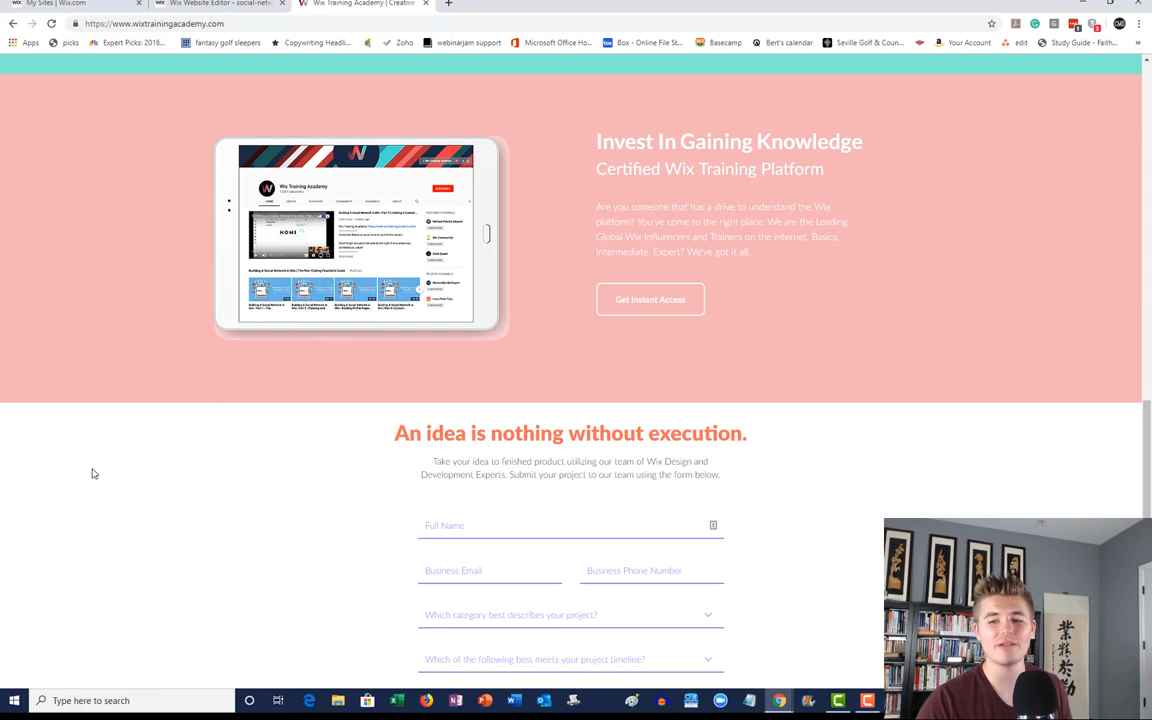 My Sites | Wix.com
Wix Website Editor - social-netw
Wix Training Academy | Creative
https://www.wixtrainingacademy.com
Apps
picks
Expert Picks: 2016...
fantasy golf sleepers
Copywriting Headli...
Zoho
webinarjam support
Microsoft Office Ho...
Box - Online File St...
Basecamp
Bert's calendar
Seville Golf & Coun...
Your Account
edit
Study Guide - Faith...
Wix Training Academy
Invest In Gaining Knowledge
Certified Wix Training Platform
Are you someone that has a drive to understand the Wix
platform? You've come to the right place. We are the Leading
Global Wix Influencers and Trainers on the internet. Basics,
Intermediate, Expert? We've got it all.
Get Instant Access
An idea is nothing without execution.
Take your idea to finished product utilizing our team of Wix Design and
Development Experts. Submit your project to our team using the form below.
Full Name
Business Email
Business Phone Number
Which category best describes your project?
Which of the following best meets your project timeline?
Type here to search